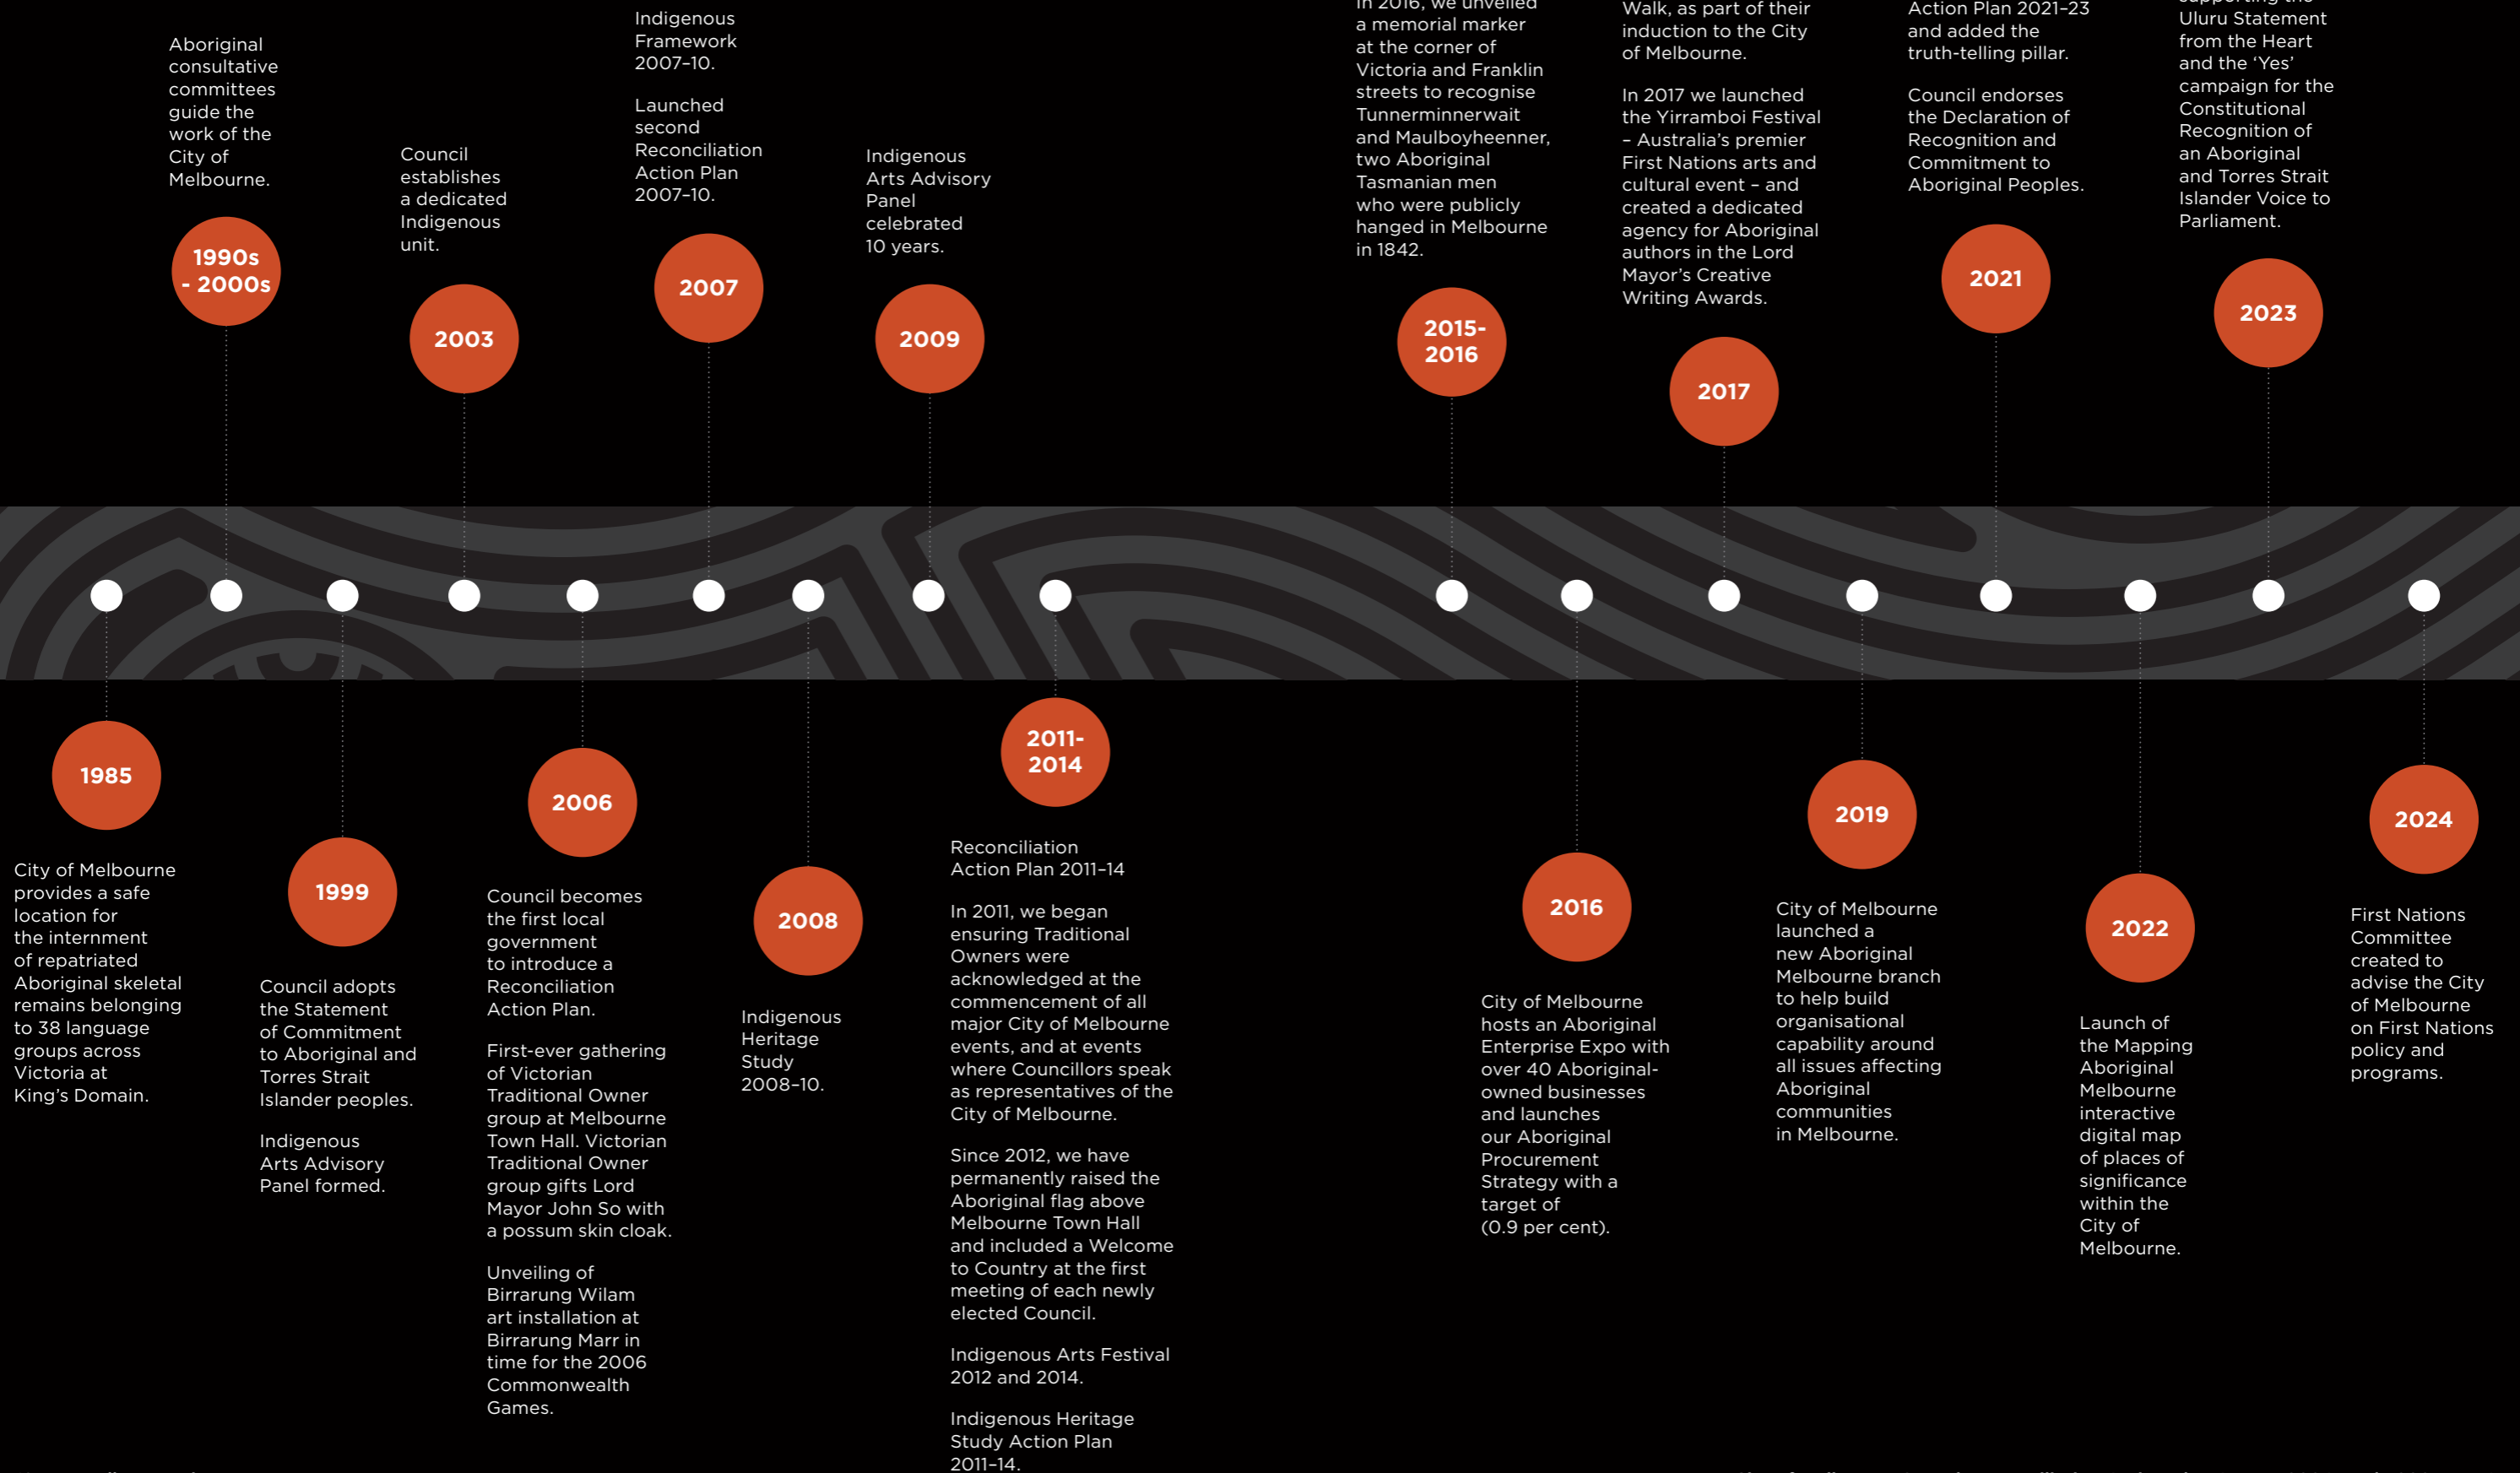 Aboriginal
consultative
committees
guide the
work of the
City of
Melbourne.
1990s
- 2000s
Council
establishes
a dedicated
Indigenous
unit.
2003
Indigenous
Framework
2007–10.
Launched
second
Reconciliation
Action Plan
2007–10.
2007
Indigenous
Arts Advisory
Panel
celebrated
10 years.
2009
In 2016, we unveiled
a memorial marker
at the corner of
Victoria and Franklin
streets to recognise
Tunnerminnerwait
and Maulboyheenner,
two Aboriginal
Tasmanian men
who were publicly
hanged in Melbourne
in 1842.
2015-
2016
Walk, as part of their
induction to the City
of Melbourne.
In 2017 we launched
the Yirramboi Festival
– Australia’s premier
First Nations arts and
cultural event – and
created a dedicated
agency for Aboriginal
authors in the Lord
Mayor’s Creative
Writing Awards.
2017
Action Plan 2021–23
and added the
truth-telling pillar.
Council endorses
the Declaration of
Recognition and
Commitment to
Aboriginal Peoples.
2021
supporting the
Uluru Statement
from the Heart
and the ‘Yes’
campaign for the
Constitutional
Recognition of
an Aboriginal
and Torres Strait
Islander Voice to
Parliament.
2023
1985
City of Melbourne
provides a safe
location for
the internment
of repatriated
Aboriginal skeletal
remains belonging
to 38 language
groups across
Victoria at
King’s Domain.
1999
Council adopts
the Statement
of Commitment
to Aboriginal and
Torres Strait
Islander peoples.
Indigenous
Arts Advisory
Panel formed.
2006
Council becomes
the first local
government
to introduce a
Reconciliation
Action Plan.
First-ever gathering
of Victorian
Traditional Owner
group at Melbourne
Town Hall. Victorian
Traditional Owner
group gifts Lord
Mayor John So with
a possum skin cloak.
Unveiling of
Birrarung Wilam
art installation at
Birrarung Marr in
time for the 2006
Commonwealth
Games.
2008
Indigenous
Heritage
Study
2008–10.
2011-
2014
Reconciliation
Action Plan 2011–14
In 2011, we began
ensuring Traditional
Owners were
acknowledged at the
commencement of all
major City of Melbourne
events, and at events
where Councillors speak
as representatives of the
City of Melbourne.
Since 2012, we have
permanently raised the
Aboriginal flag above
Melbourne Town Hall
and included a Welcome
to Country at the first
meeting of each newly
elected Council.
Indigenous Arts Festival
2012 and 2014.
Indigenous Heritage
Study Action Plan
2011–14.
2016
City of Melbourne
hosts an Aboriginal
Enterprise Expo with
over 40 Aboriginal-
owned businesses
and launches
our Aboriginal
Procurement
Strategy with a
target of
(0.9 per cent).
2019
City of Melbourne
launched a
new Aboriginal
Melbourne branch
to help build
organisational
capability around
all issues affecting
Aboriginal
communities
in Melbourne.
2022
Launch of
the Mapping
Aboriginal
Melbourne
interactive
digital map
of places of
significance
within the
City of
Melbourne.
2024
First Nations
Committee
created to
advise the City
of Melbourne
on First Nations
policy and
programs.